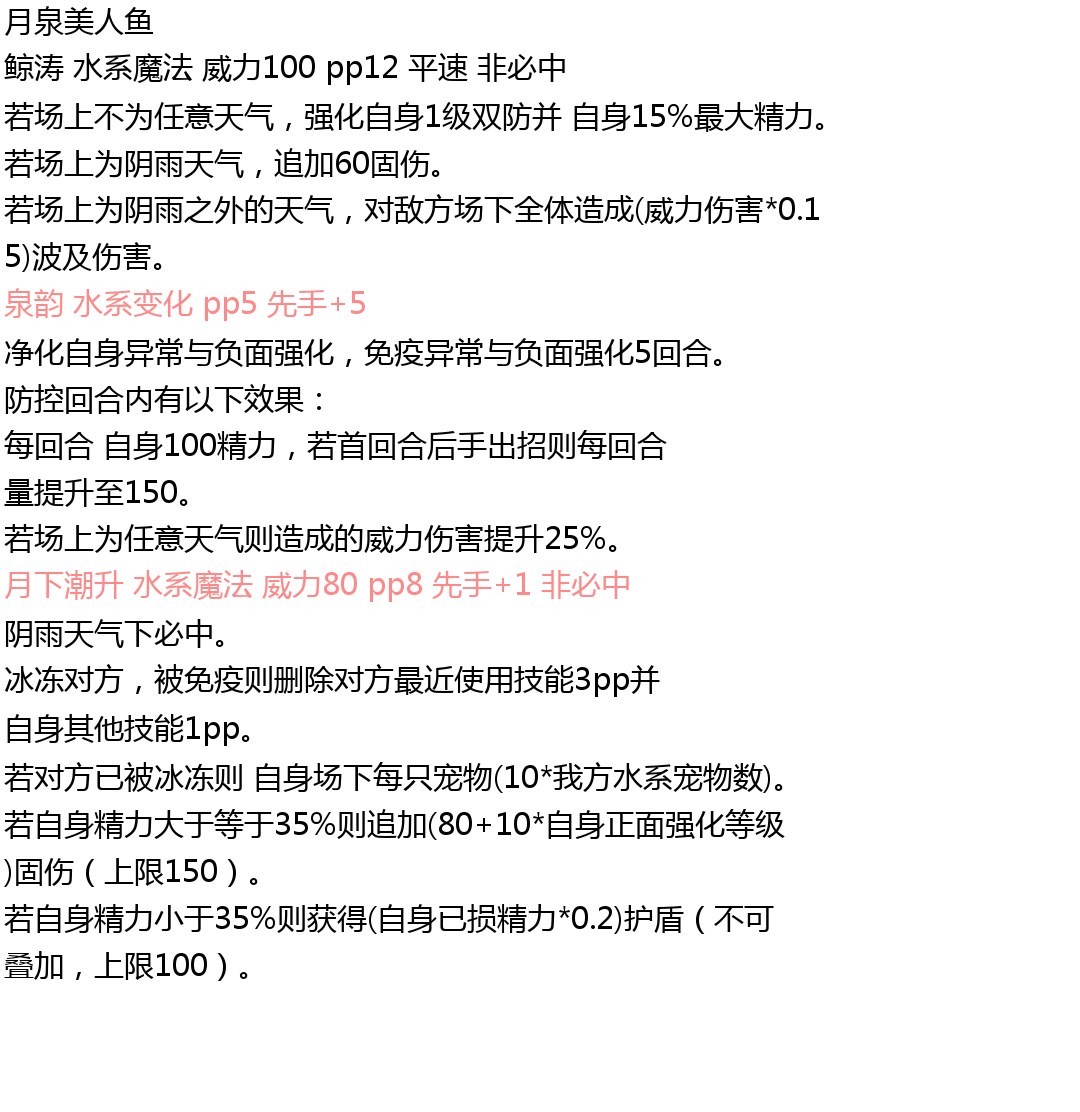 月泉美人鱼
鲸涛 水系魔法 威力100 pp12 平速 非必中
若场上不为任意天气，强化自身1级双防并 自身15%最大精力。
若场上为阴雨天气，追加60固伤。
若场上为阴雨之外的天气，对敌方场下全体造成(威力伤害*0.1
5)波及伤害。
泉韵 水系变化 pp5 先手+5
净化自身异常与负面强化，免疫异常与负面强化5回合。
防控回合内有以下效果：
每回合 自身100精力，若首回合后手出招则每回合
量提升至150。
若场上为任意天气则造成的威力伤害提升25%。
月下潮升 水系魔法 威力80 pp8 先手+1 非必中
阴雨天气下必中。
冰冻对方，被免疫则删除对方最近使用技能3pp并
自身其他技能1pp。
若对方已被冰冻则 自身场下每只宠物(10*我方水系宠物数)。
若自身精力大于等于35%则追加(80+10*自身正面强化等级
)固伤（上限150）。
若自身精力小于35%则获得(自身已损精力*0.2)护盾（不可
叠加，上限100）。